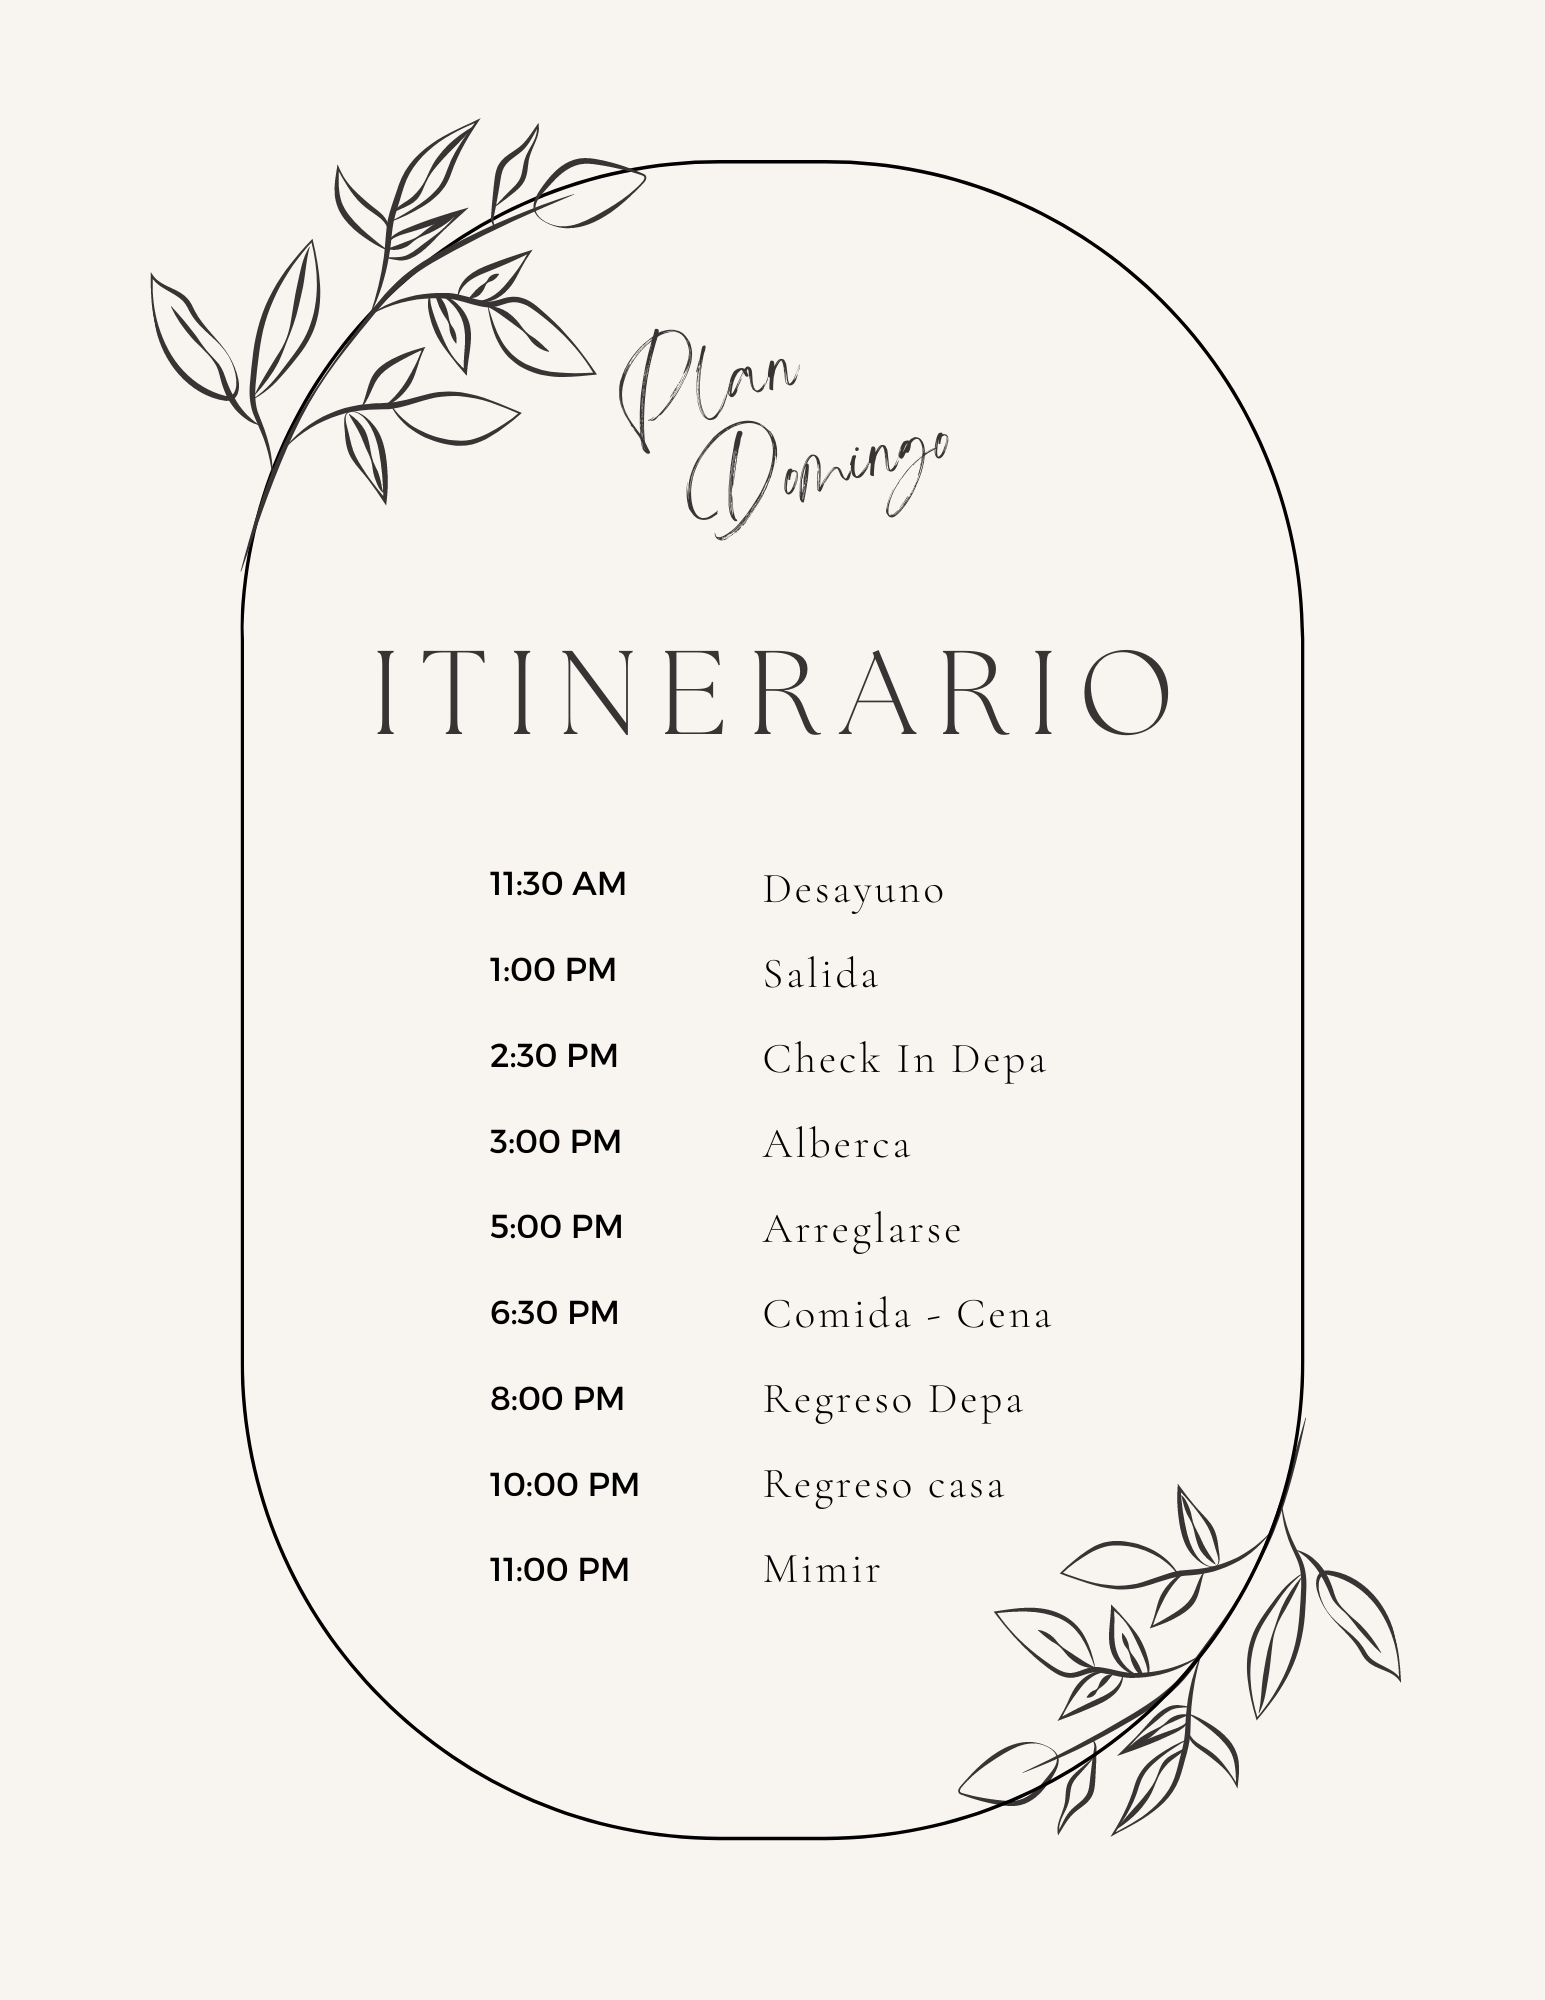 Plan
Domingo
ITINERARIO
11:30 AM Desayuno
1:00 PM Salida
2:30 PM Check In Depa
3:00 PM Alberca
5:00 PM Arreglarse
6:30 PM Comida - Cena
8:00 PM Regreso Depa
10:00 PM Regreso casa
11:00 PM Mimir